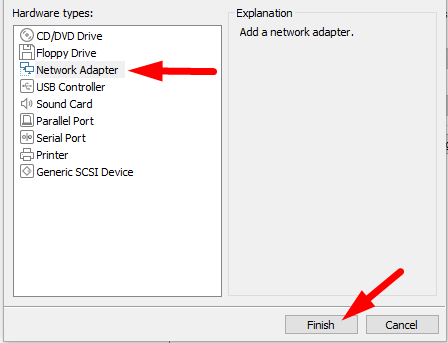 Hardware types:
CD/DVD Drive
Floppy Drive
Network Adapter
USB Controller
Sound Card
Parallel Port
Serial Port
Printer
Generic SCSI Device
Explanation
Add a network adapter.
Finish
Cancel